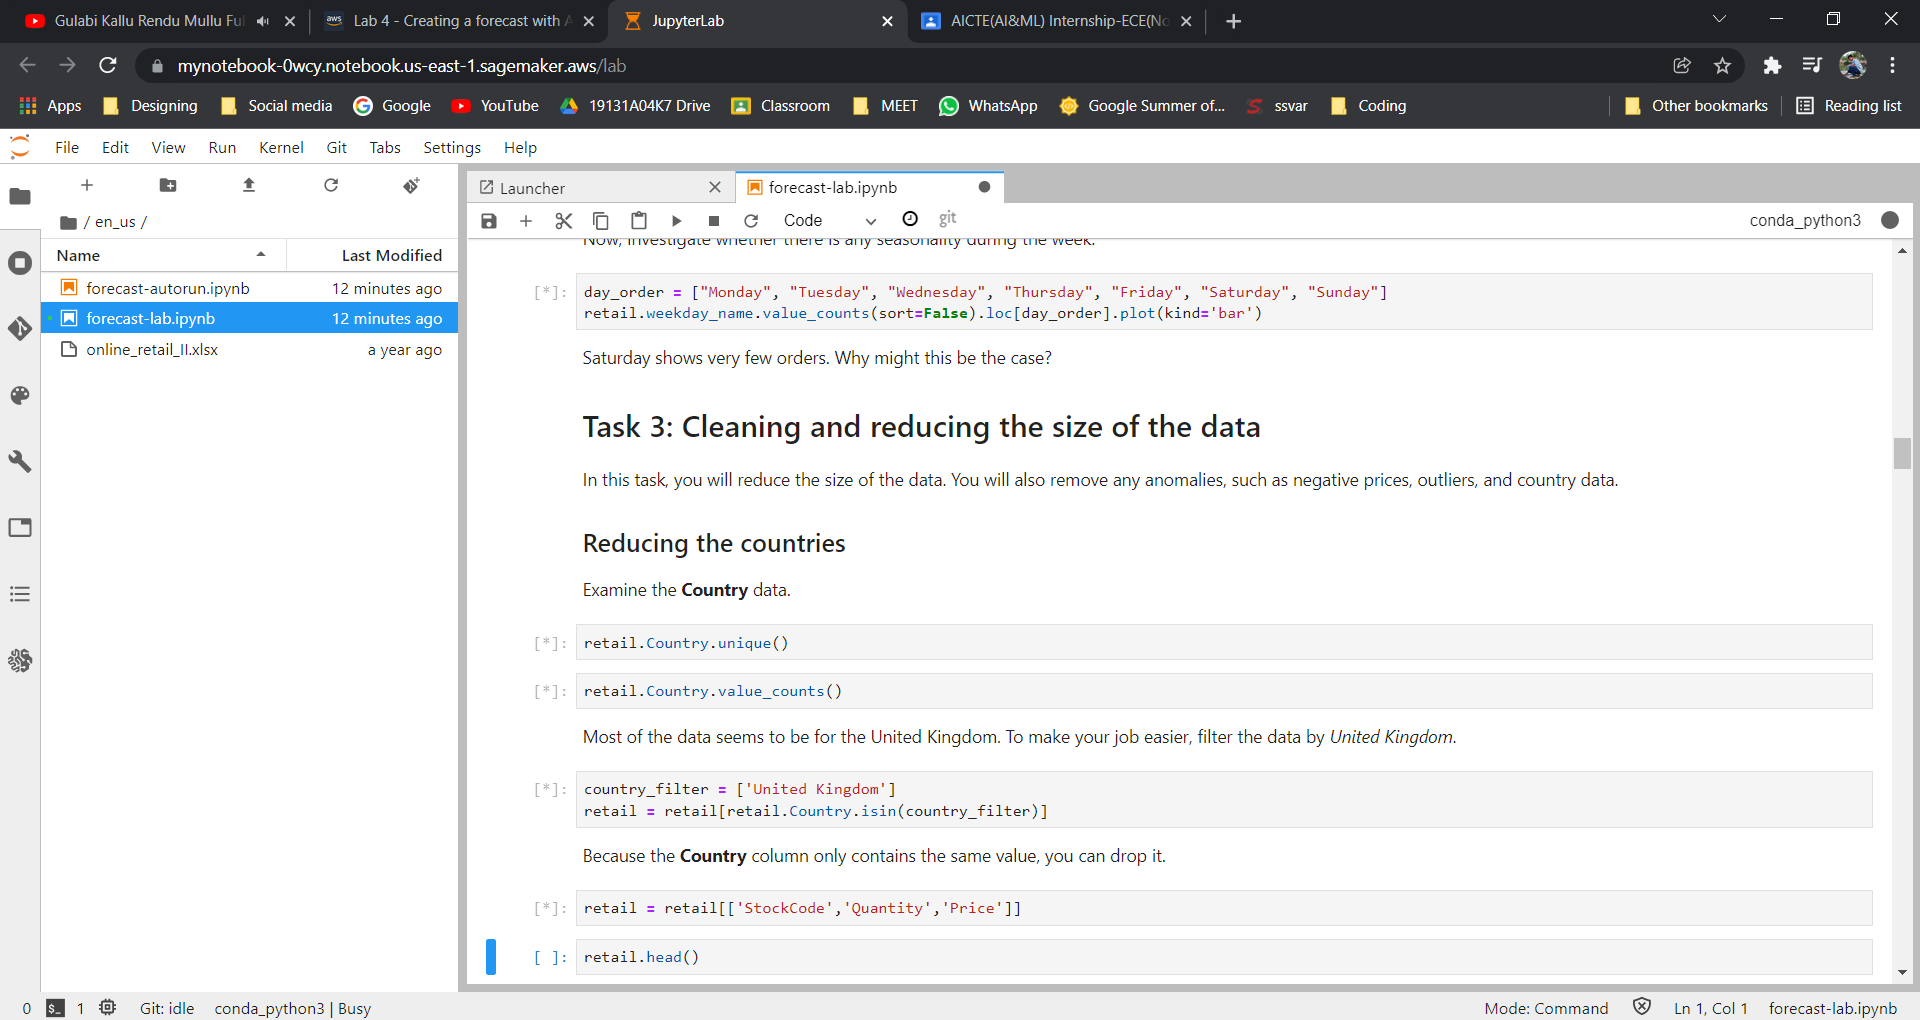 Gulabi Kallu Rendu Mullu Ful
aws Lab 4 - Creating a forecast with A
JupyterLab
AICTE(AI&ML) Internship-ECE(No
mynotebook-0wcy.notebook.us-east-1.sagemaker.aws/lab
Apps Designing Social media Google YouTube 19131A04K7 Drive Classroom MEET WhatsApp Google Summer of... ssvar Coding Other bookmarks Reading list
File Edit View Run Kernel Git Tabs Settings Help
/ en_us /
Name Last Modified
forecast-autorun.ipynb 12 minutes ago
forecast-lab.ipynb 12 minutes ago
online_retail_II.xlsx a year ago
Launcher forecast-lab.ipynb
Code git conda_python3
Now, investigate whether there is any seasonality during the week.
[*]: day_order = ["Monday", "Tuesday", "Wednesday", "Thursday", "Friday", "Saturday", "Sunday"]
retail.weekday_name.value_counts(sort=False).loc[day_order].plot(kind='bar')
Saturday shows very few orders. Why might this be the case?
Task 3: Cleaning and reducing the size of the data
In this task, you will reduce the size of the data. You will also remove any anomalies, such as negative prices, outliers, and country data.
Reducing the countries
Examine the Country data.
[*]: retail.Country.unique()
[*]: retail.Country.value_counts()
Most of the data seems to be for the United Kingdom. To make your job easier, filter the data by United Kingdom.
[*]: country_filter = ['United Kingdom']
retail = retail[retail.Country.isin(country_filter)]
Because the Country column only contains the same value, you can drop it.
[*]: retail = retail[['StockCode','Quantity','Price']]
[ ]: retail.head()
0 $_ 1 Git: idle conda_python3 | Busy Mode: Command Ln 1, Col 1 forecast-lab.ipynb